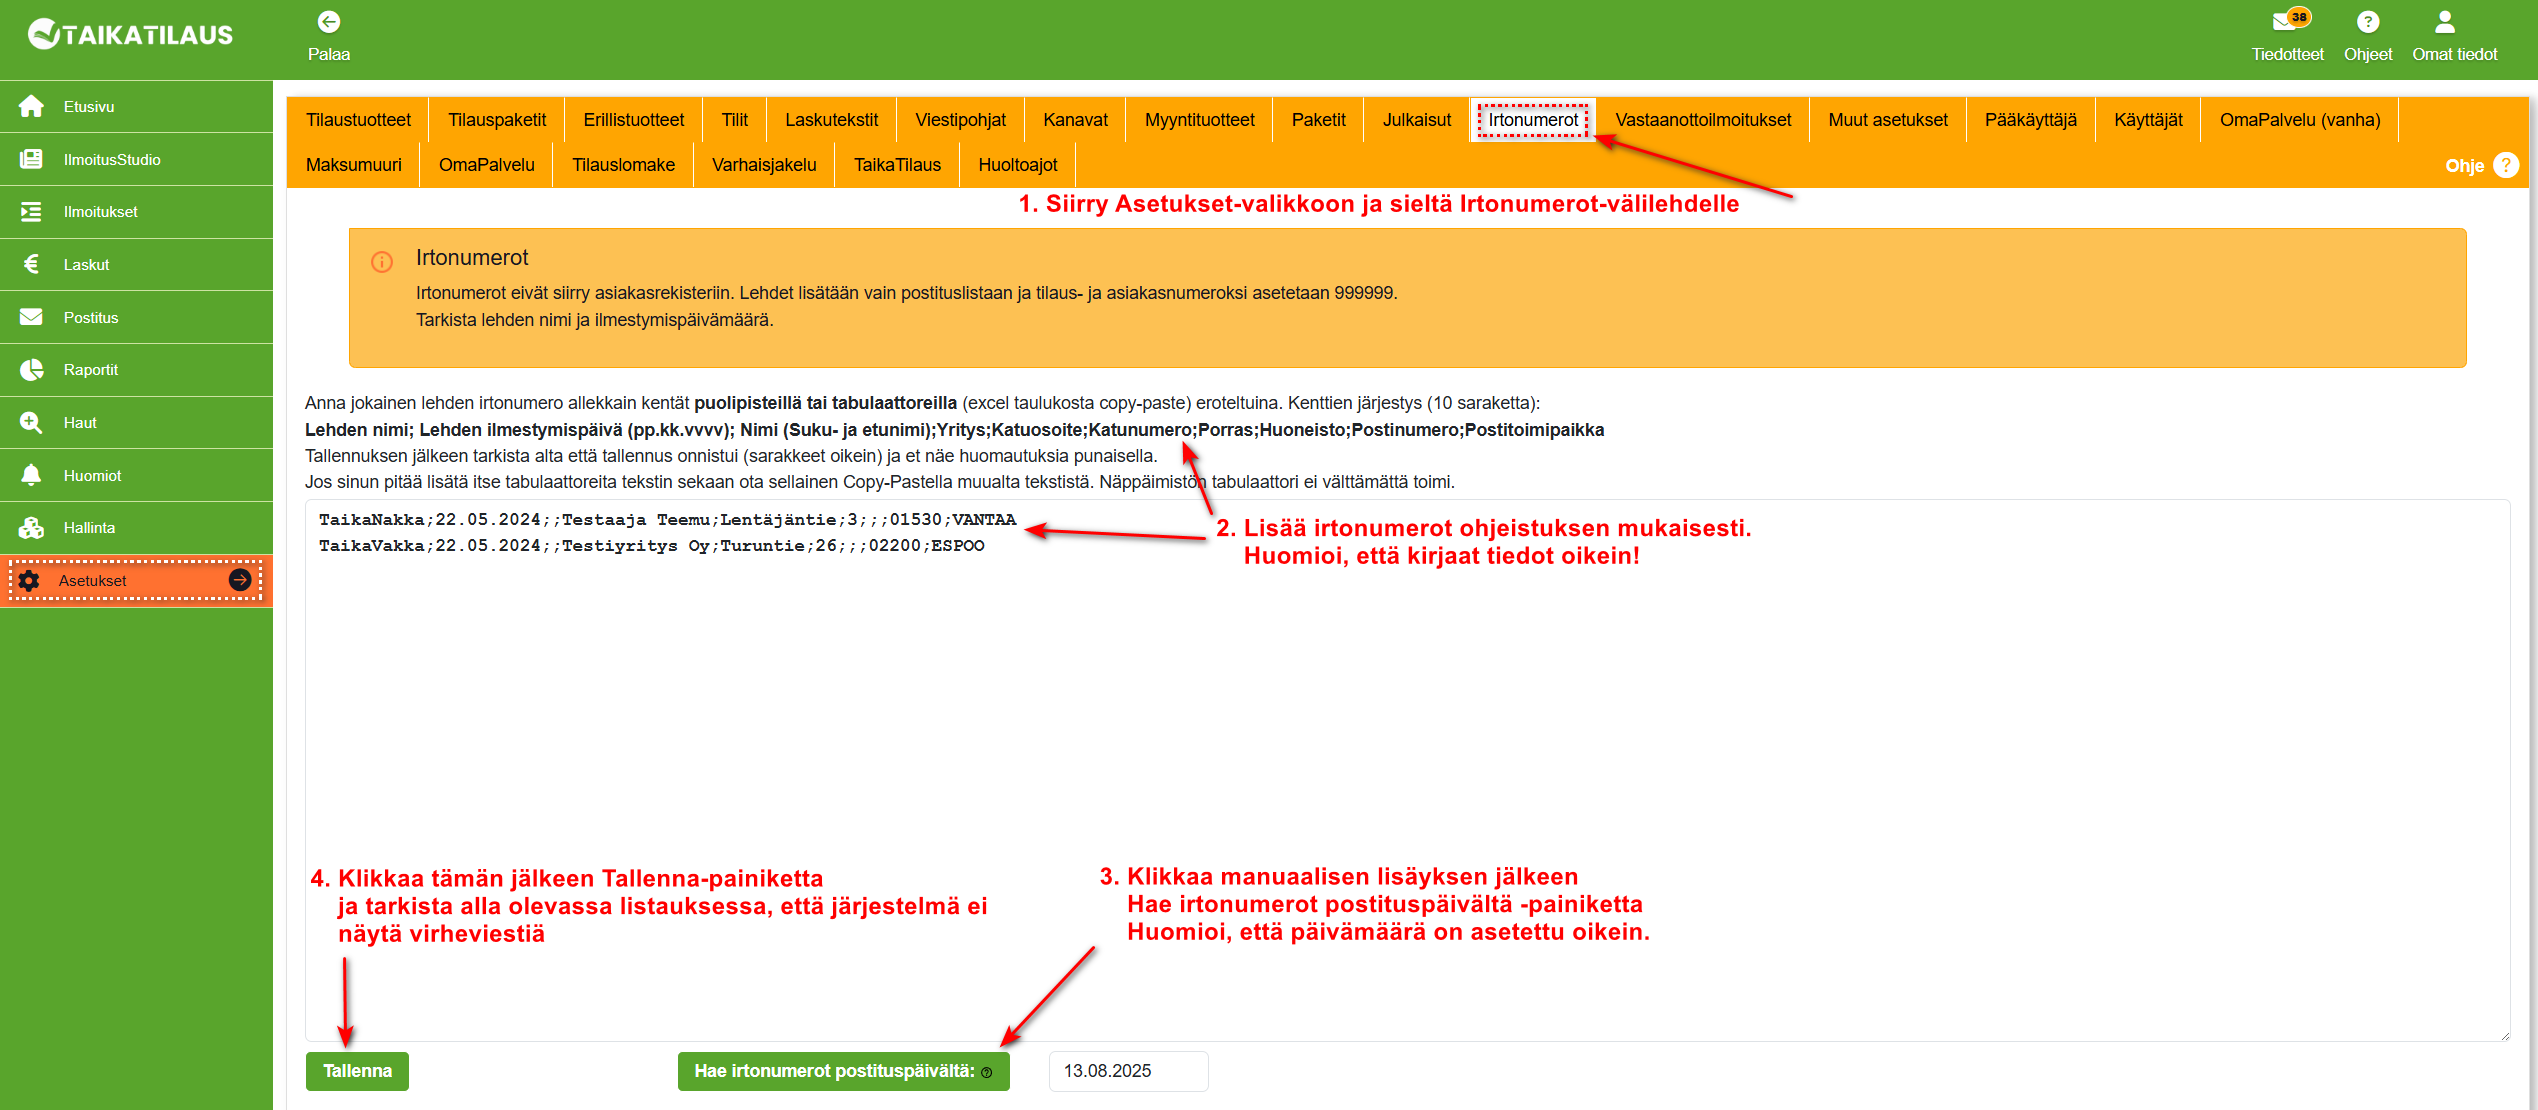 TAIKATILAUS
Palaa
38
Tiedotteet
Ohjeet
Omat tiedot
Etusivu
IlmoitusStudio
Ilmoitukset
Laskut
Postitus
Raportit
Haut
Huomiot
Hallinta
Asetukset
Tilaustuotteet Tilauspaketit Erillistuotteet Tilit Laskutekstit Viestipohjat Kanavat Myyntituotteet Paketit Julkaisut Irtonumerot Vastaanottoilmoitukset Muut asetukset Pääkäyttäjä Käyttäjät OmaPalvelu (vanha)
Maksumuuri OmaPalvelu Tilauslomake Varhaisjakelu TaikaTilaus Huoltoajot
Ohje ?
1. Siirry Asetukset-valikkoon ja sieltä Irtonumerot-välilehdelle
Irtonumerot
Irtonumerot eivät siirry asiakasrekisteriin. Lehdet lisätään vain postituslistaan ja tilaus- ja asiakasnumeroksi asetetaan 999999.
Tarkista lehden nimi ja ilmestymispäivämäärä.
Anna jokainen lehden irtonumero allekkain kentät puolipisteillä tai tabulaattoreilla (excel taulukosta copy-paste) eroteltuina. Kenttien järjestys (10 saraketta):
Lehden nimi; Lehden ilmestymispäivä (pp.kk.vvvv); Nimi (Suku- ja etunimi);Yritys;Katuosoite;Katunumero;Porras;Huoneisto;Postinumero;Postitoimipaikka
Tallennuksen jälkeen tarkista alta että tallennus onnistui (sarakkeet oikein) ja et näe huomautuksia punaisella.
Jos sinun pitää lisätä itse tabulaattoreita tekstin sekaan ota sellainen Copy-Pastella muualta tekstistä. Näppäimistön tabulaattori ei välttämättä toimi.
TaikaNakka;22.05.2024;;Testaaja Teemu;Lentäjäntie;3;;;01530;VANTAA
TaikaVakka;22.05.2024;;Testiyritys Oy;Turuntie;26;;;02200;ESPOO
2. Lisää irtonumerot ohjeistuksen mukaisesti.
Huomioi, että kirjaat tiedot oikein!
4. Klikkaa tämän jälkeen Tallenna-painiketta
ja tarkista alla olevassa listauksessa, että järjestelmä ei
näytä virheviestiä
3. Klikkaa manuaalisen lisäyksen jälkeen
Hae irtonumerot postituspäivältä -painiketta
Huomioi, että päivämäärä on asetettu oikein.
Tallenna
Hae irtonumerot postituspäivältä: ?
13.08.2025